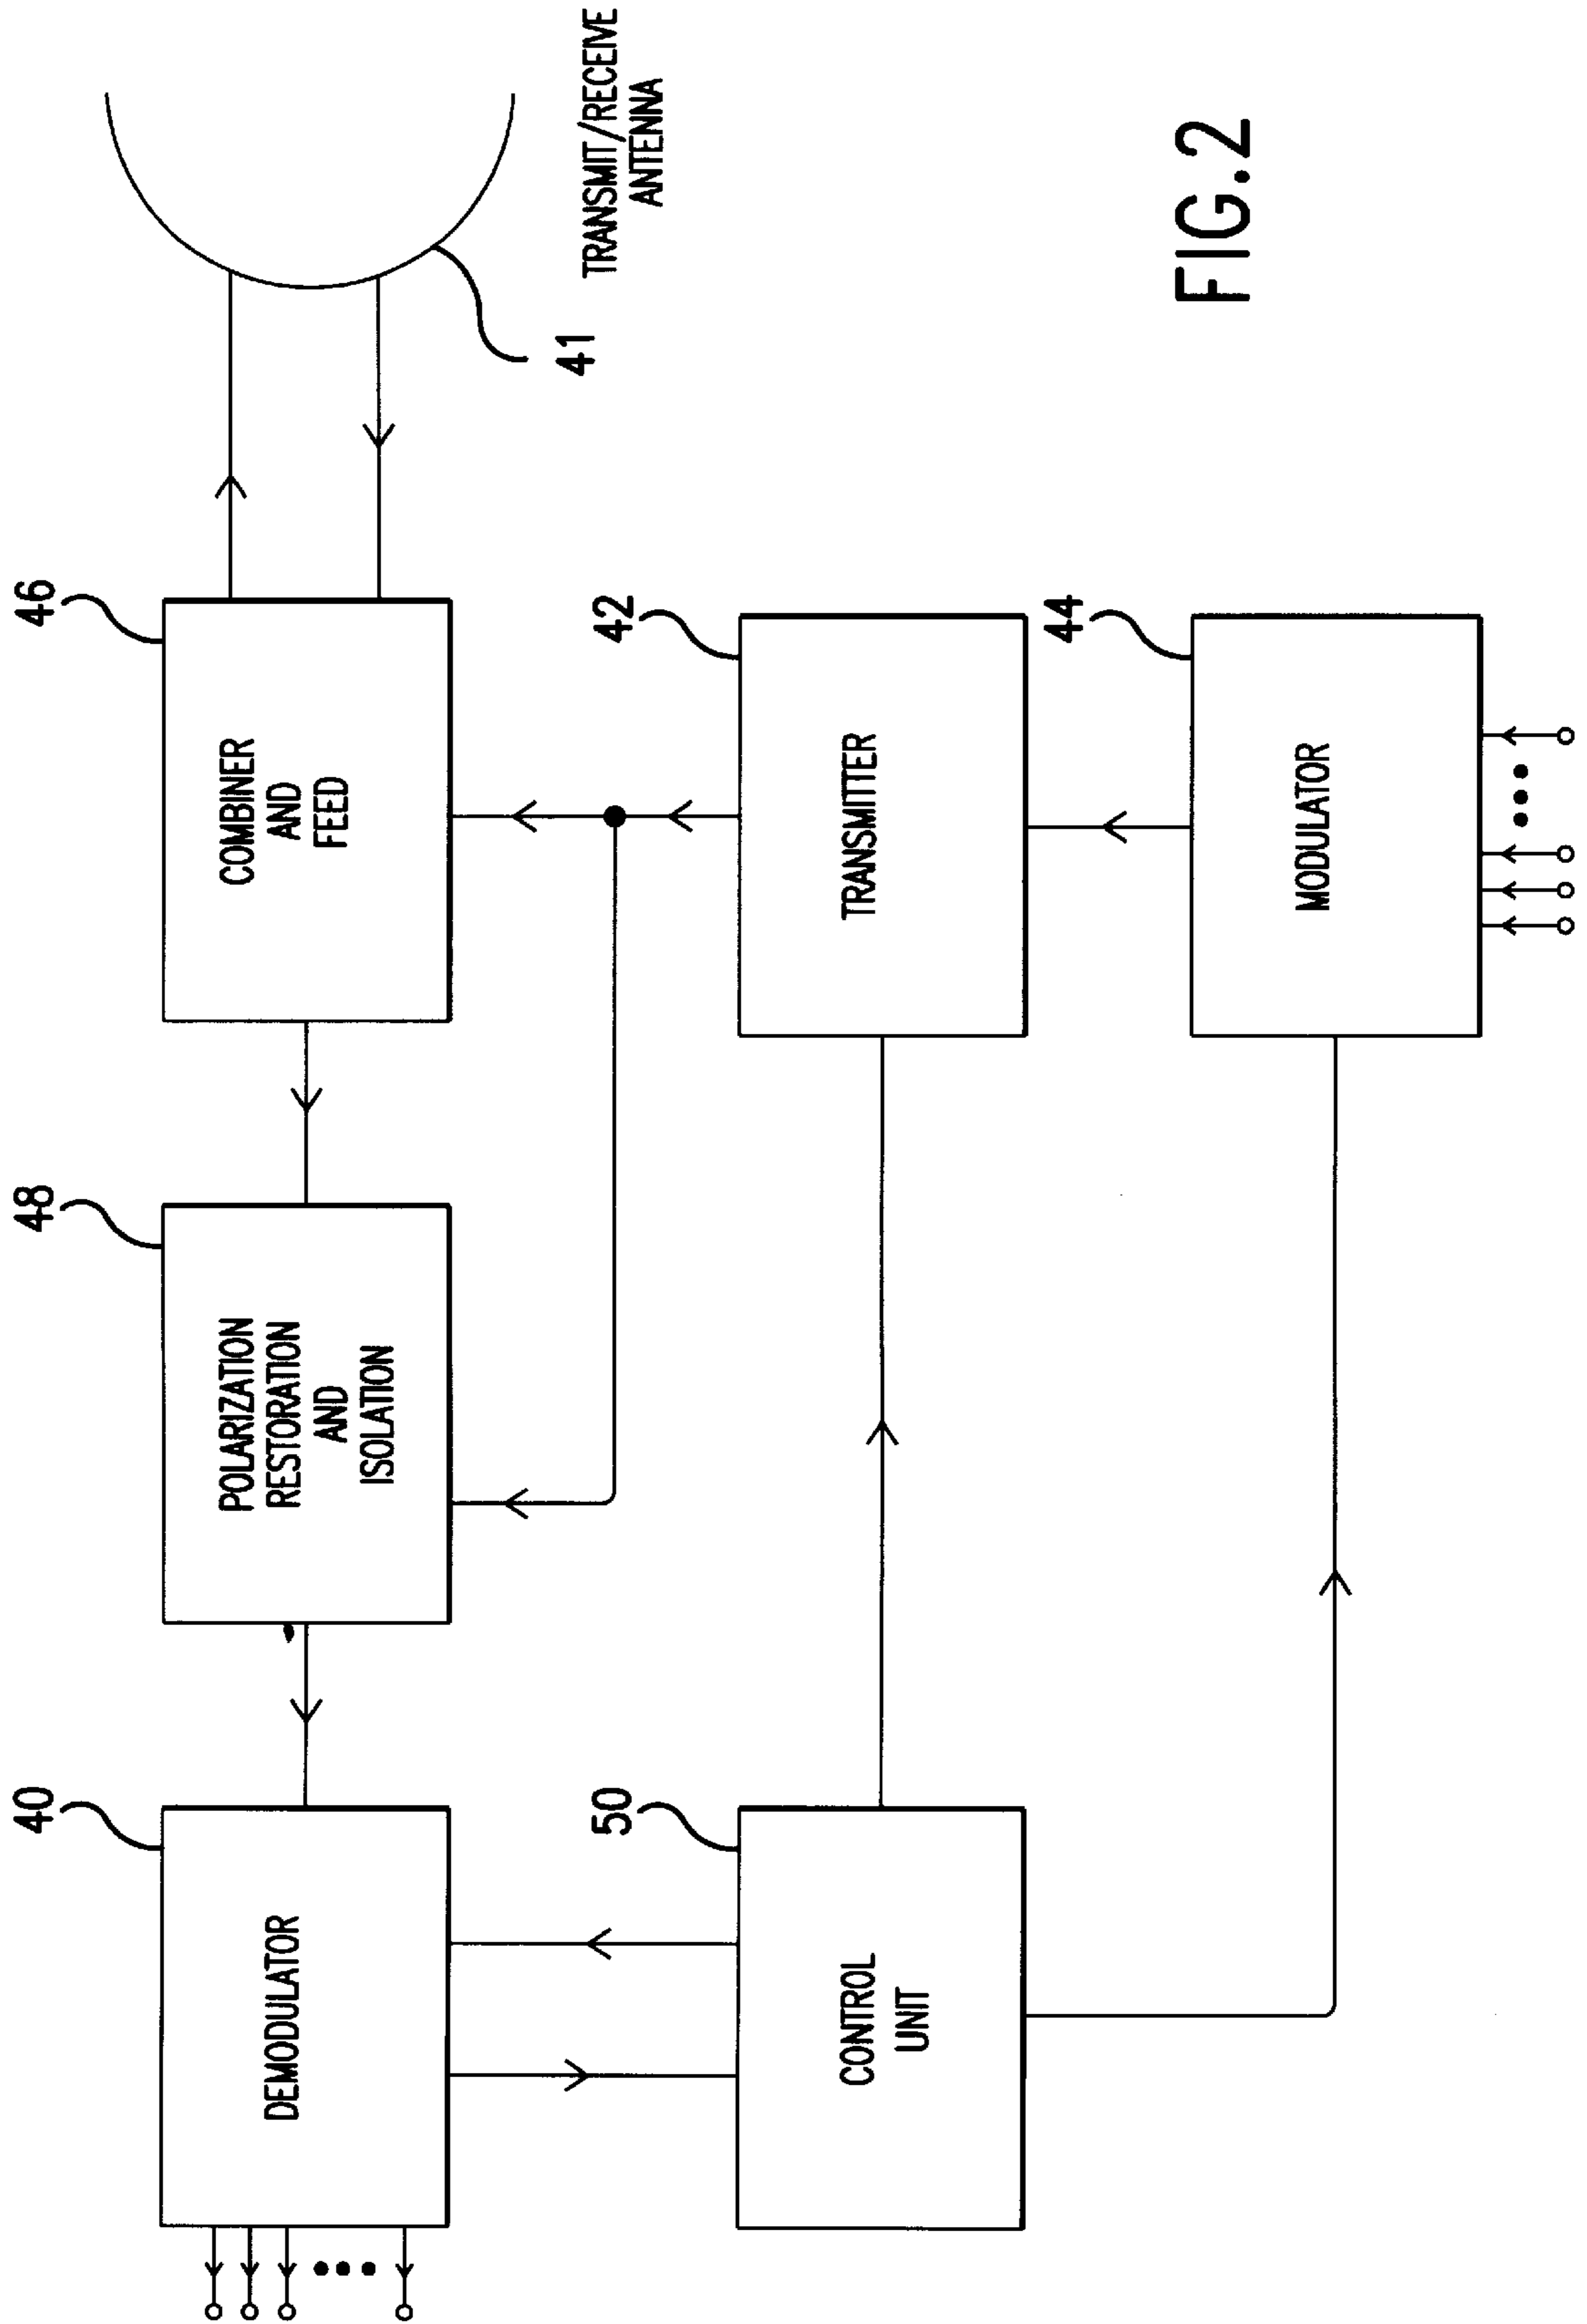 40
DEMODULATOR
48
POLARIZATION
RESTORATION
AND
ISOLATION
46
COMBINER
AND
FEED
TRANSMIT/RECEIVE
ANTENNA
41
50
CONTROL
UNIT
42
TRANSMITTER
44
MODULATOR
FIG.2